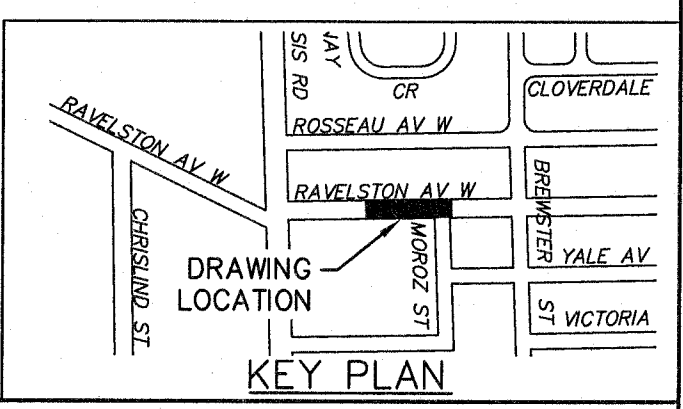 JAY
SIS RD
CR
CLOVERDALE
RAVELSTON AV W
ROSSEAU AV W
RAVELSTON AV W
BREWSTER
ST
CHRISLIND ST.
MOROZ ST
YALE AV
DRAWING
LOCATION
VICTORIA
KEY PLAN